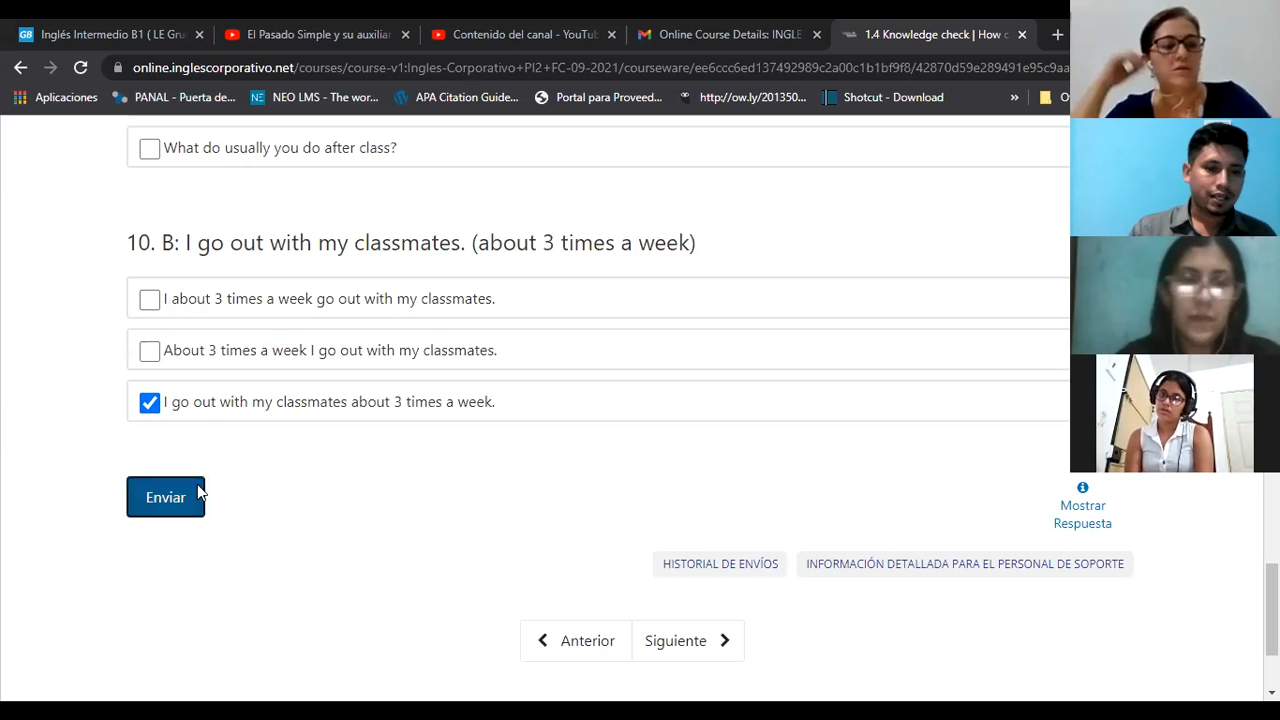 Inglés Intermedio B1 ( LE Gru
El Pasado Simple y su auxiliar
Contenido del canal - YouTub
Online Course Details: INGLE
1.4 Knowledge check | How o
online.inglescorporativo.net/courses/course-v1:Ingles-Corporativo+PI2+FC-09-2021/courseware/
Aplicaciones
PANAL - Puerta de...
NEO LMS - The wor...
APA Citation Guide...
Portal para Proveed...
http://ow.ly/201350...
Shotcut - Download
»
What do usually you do after class?
10. B: I go out with my classmates. (about 3 times a week)
I about 3 times a week go out with my classmates.
About 3 times a week I go out with my classmates.
I go out with my classmates about 3 times a week.
Enviar
Mostrar
Respuesta
HISTORIAL DE ENVÍOS
INFORMACIÓN DETALLADA PARA EL PERSONAL DE SOPORTE
Anterior
Siguiente